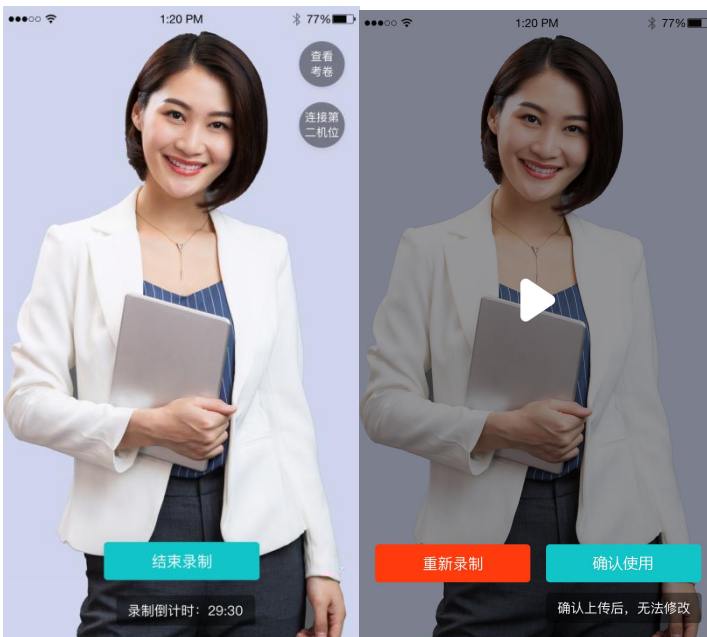 1:20 PM
77%
查看
考卷
连接第
二机位
结束录制
录制倒计时：29:30
1:20 PM
77%
重新录制
确认使用
确认上传后，无法修改